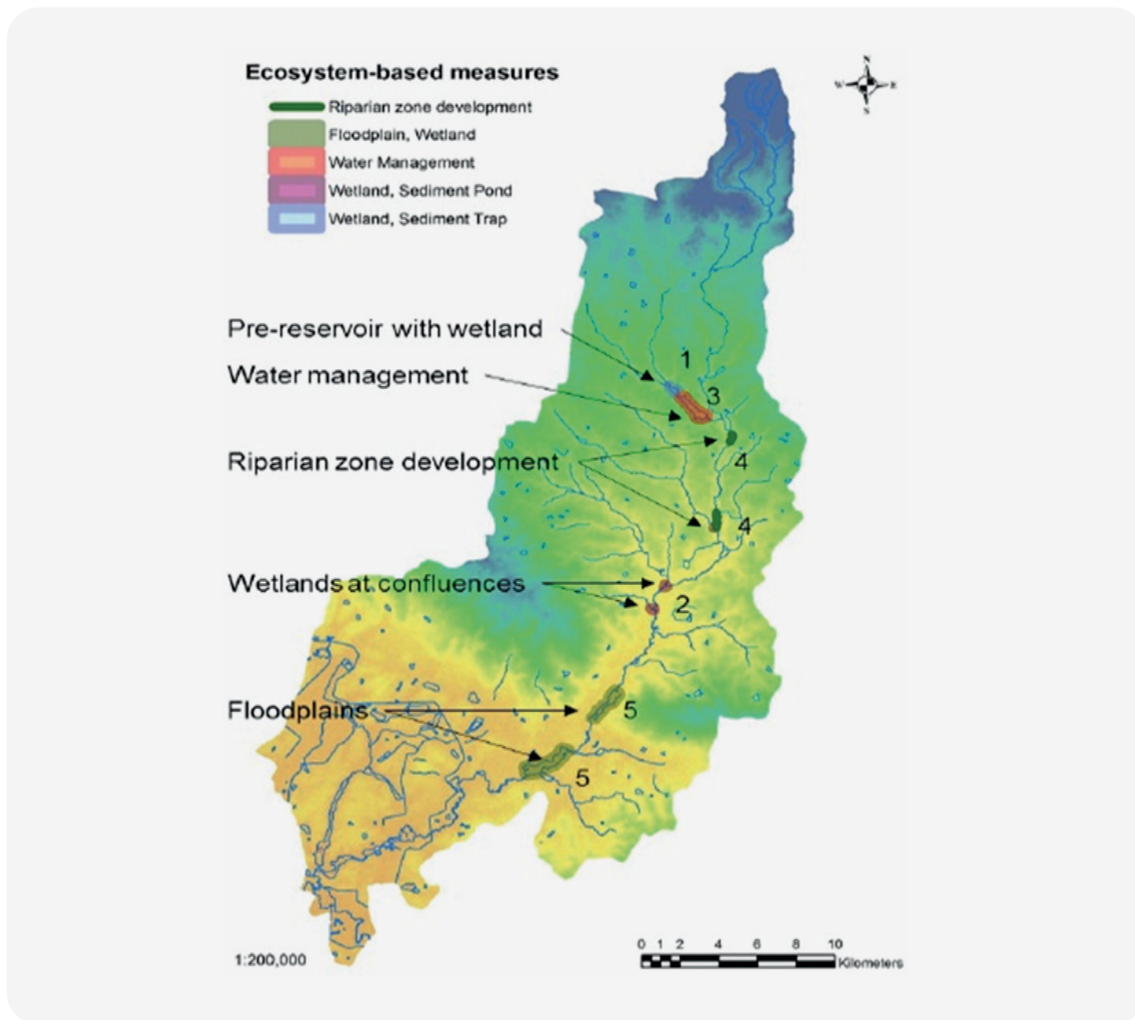 Ecosystem-based measures
Riparian zone development
Floodplain, Wetland
Water Management
Wetland, Sediment Pond
Wetland, Sediment Trap
N
W E
S
Pre-reservoir with wetland
1
Water management
3
Riparian zone development
4
4
Wetlands at confluences
2
Floodplains
5
5
0 1 2 4 6 8 10
Kilometers
1:200,000